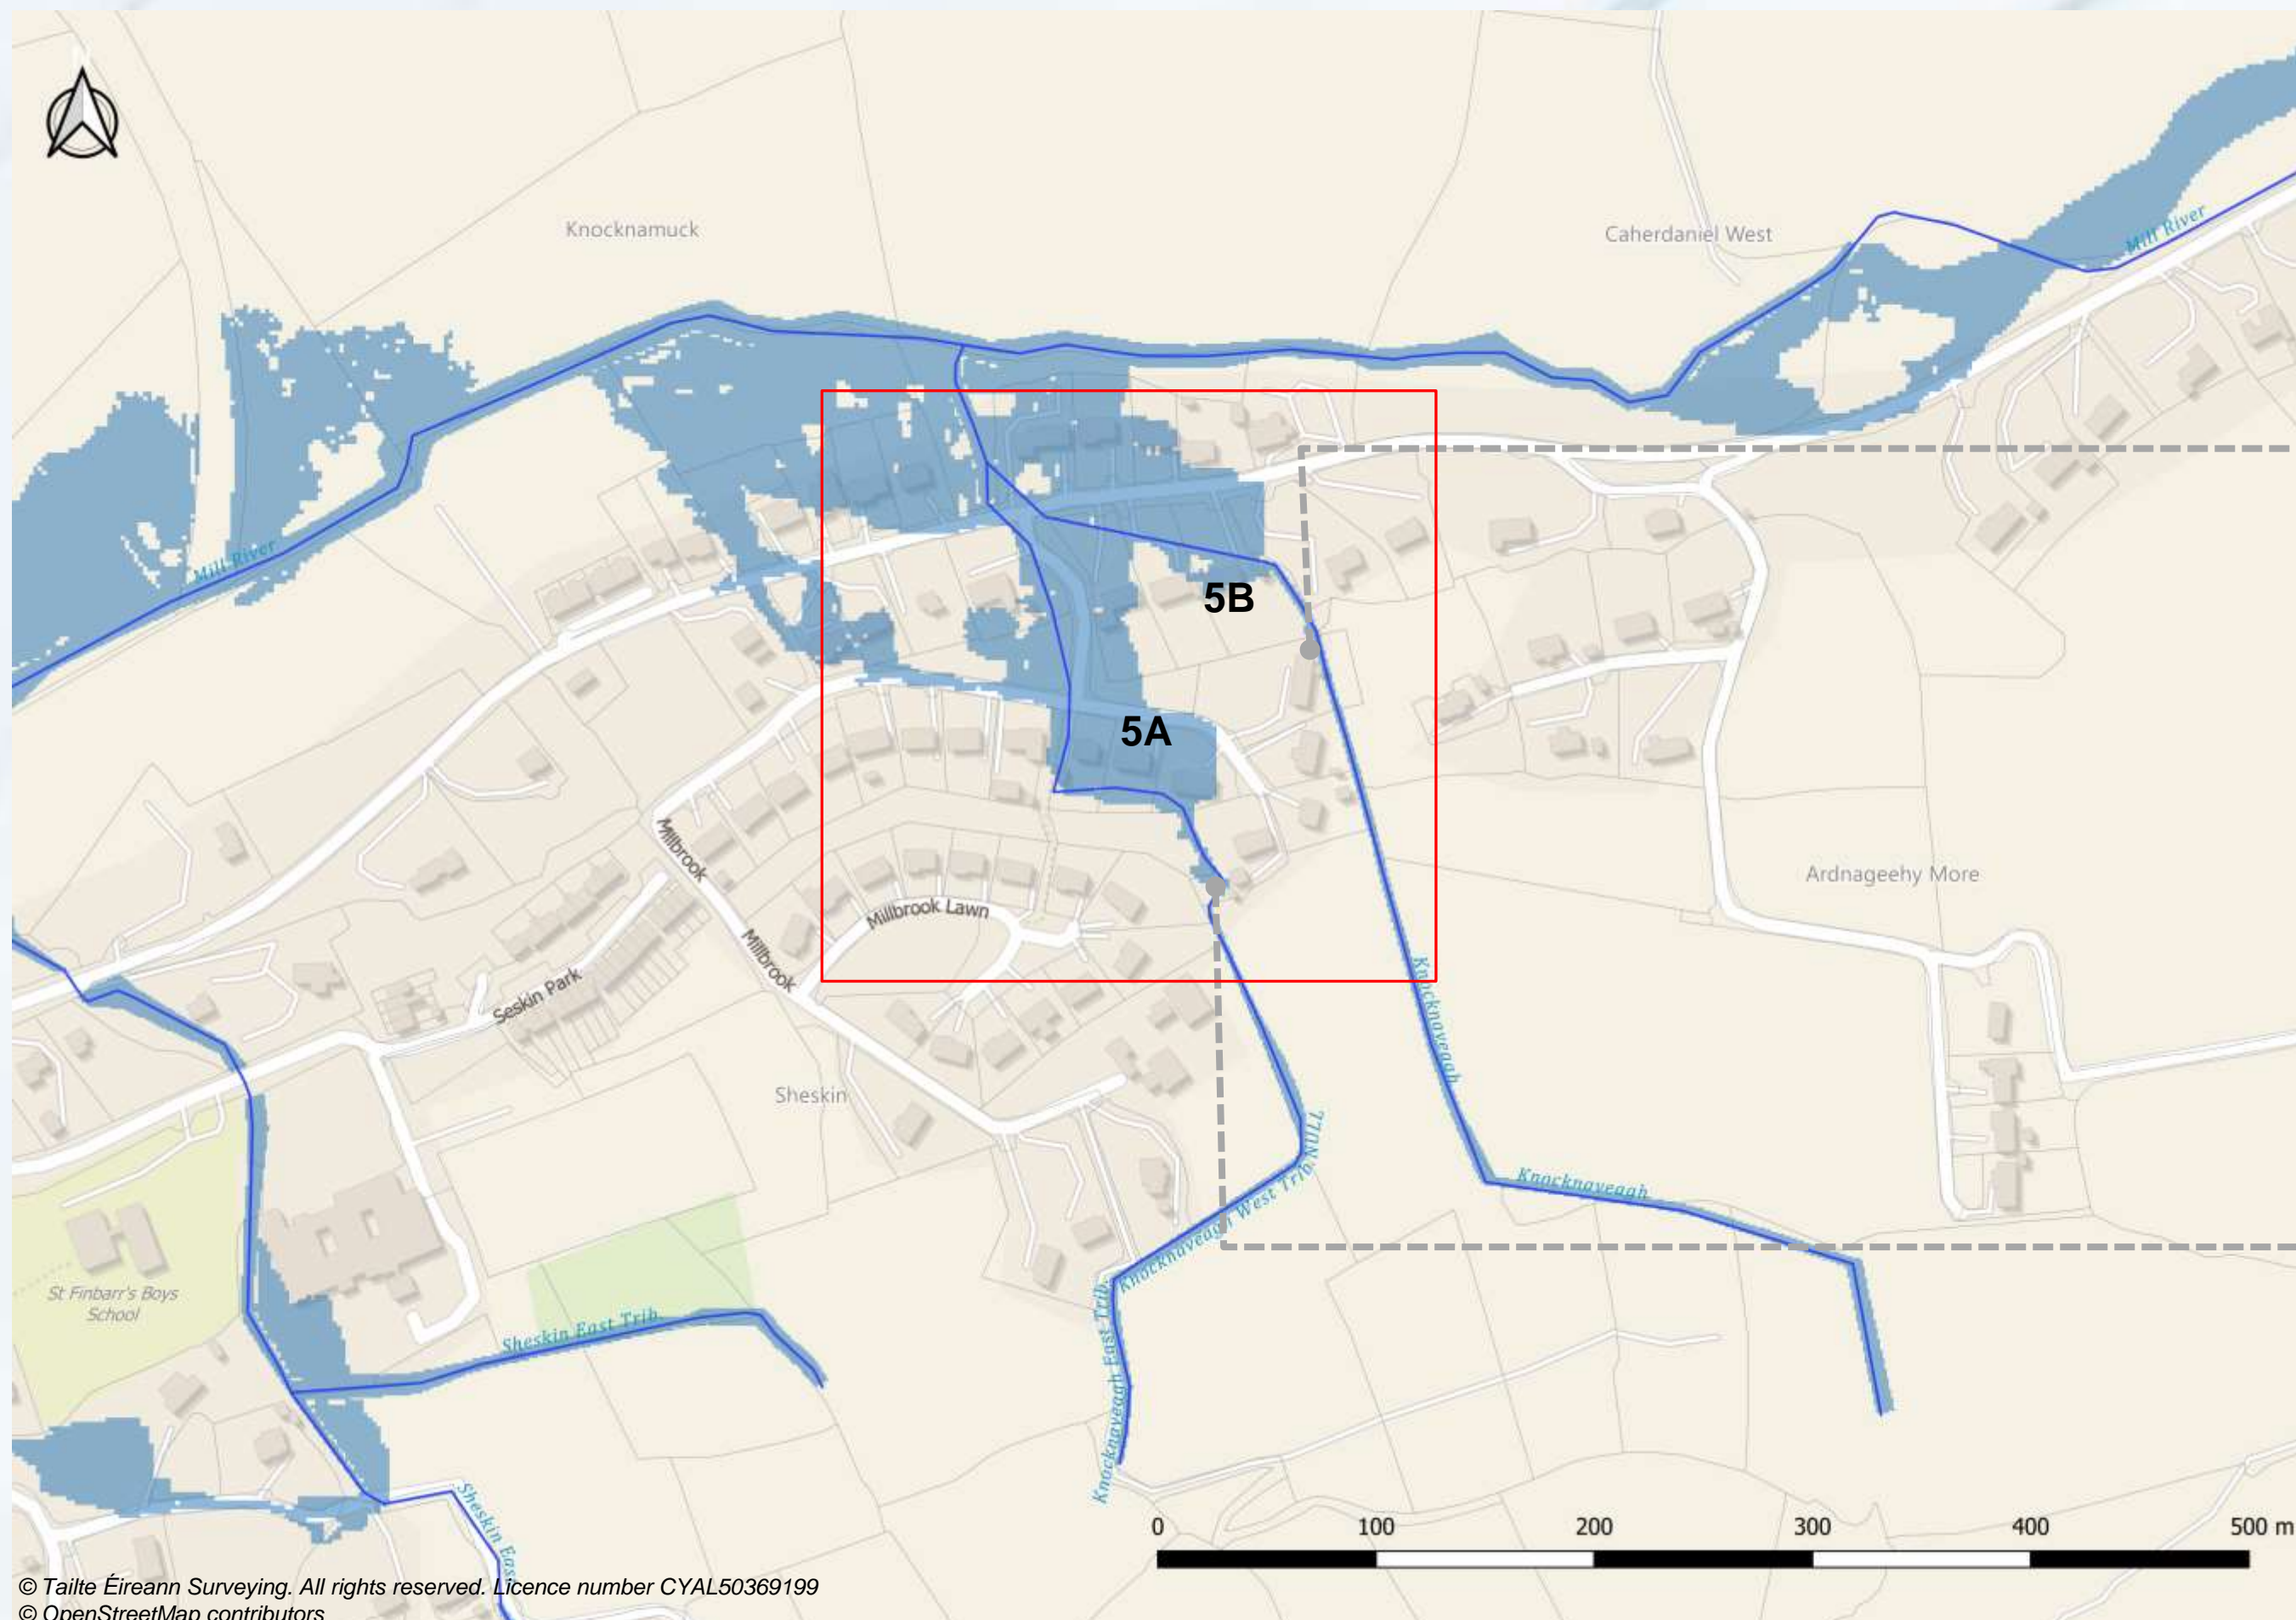 Knocknamuck
Caherdaniel West
Mill River
Mill River
5B
5A
Millbrook
Millbrook Lawn
Millbrook
Seskin Park
Ardnageehy More
Knocknaveagh
Sheskin
Knocknaveagh West Trib.NULL
Knocknaveagh
St Finbarr's Boys
School
Sheskin East Trib.
Knocknaveagh East Trib.
Sheskin East
0 100 200 300 400 500 m
© Tailte Éireann Surveying. All rights reserved. Licence number CYAL50369199
© OpenStreetMap contributors